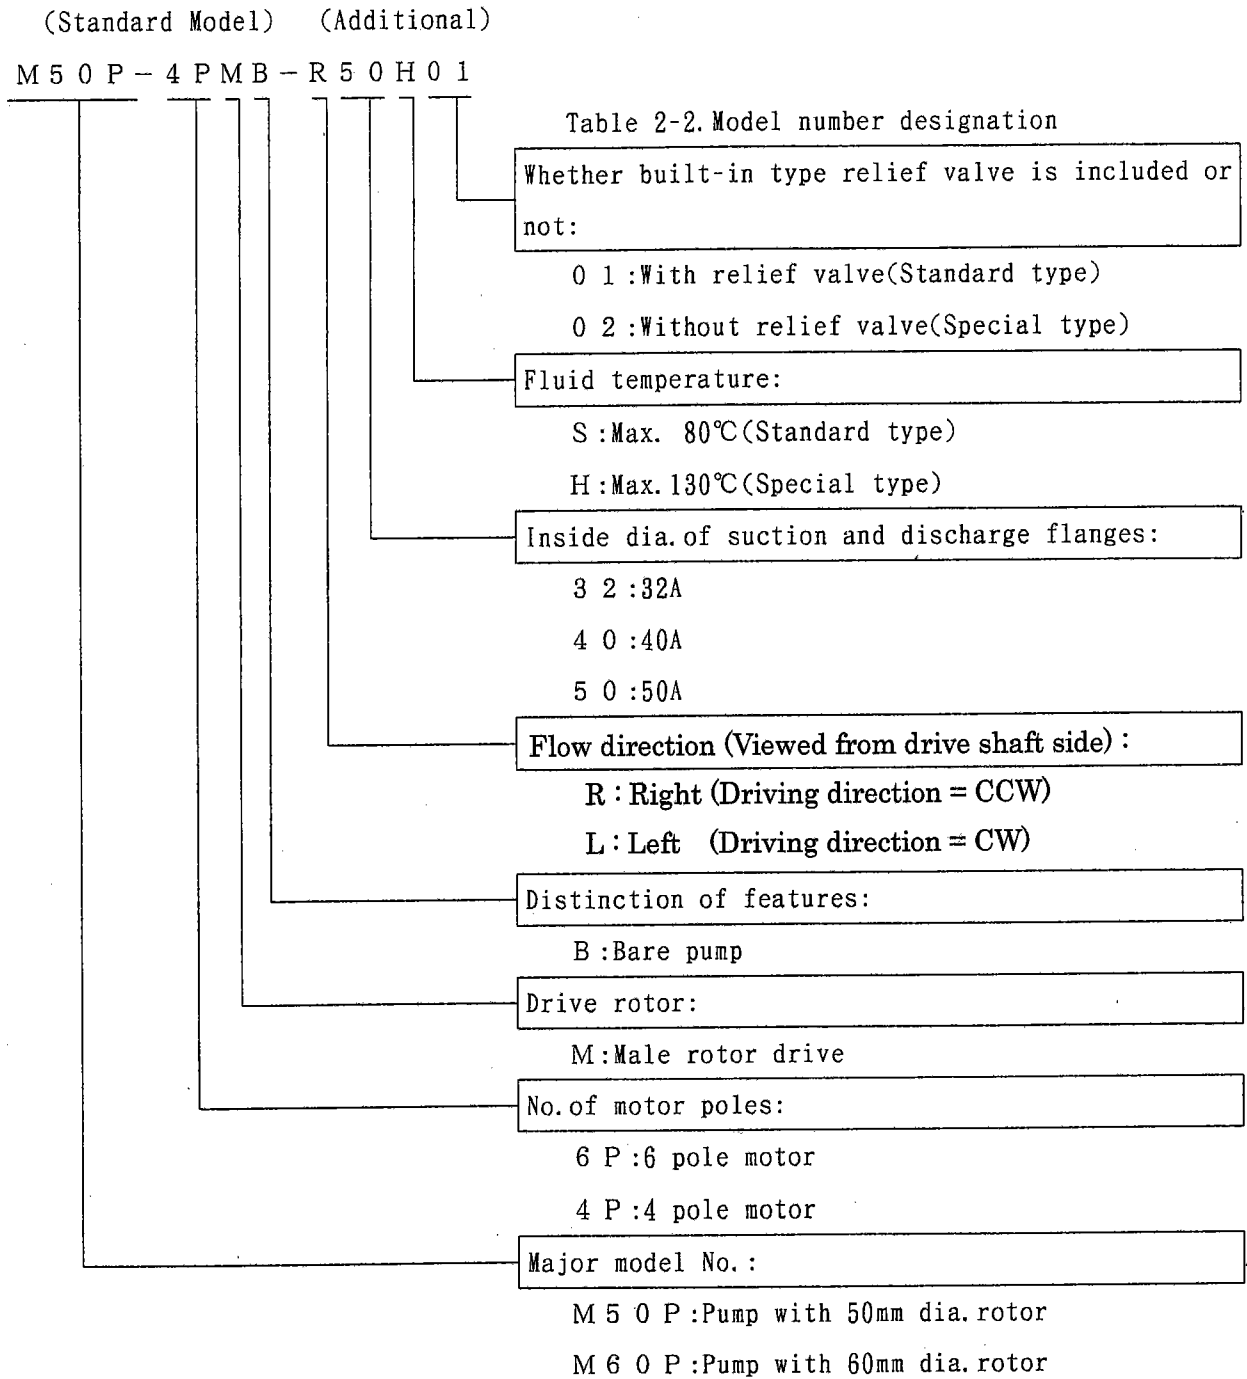 (Standard Model) (Additional)
M50P-4PMB-R50H01
Table 2-2. Model number designation
Whether built-in type relief valve is included or
not:
01:With relief valve(Standard type)
02:Without relief valve(Special type)
Fluid temperature:
S:Max. 80℃(Standard type)
H:Max.130℃(Special type)
Inside dia.of suction and discharge flanges:
32:32A
40:40A
50:50A
Flow direction (Viewed from drive shaft side) :
R : Right (Driving direction = CCW)
L : Left (Driving direction = CW)
Distinction of features:
B:Bare pump
Drive rotor:
M:Male rotor drive
No.of motor poles:
6P:6 pole motor
4P:4 pole motor
Major model No.:
M50P:Pump with 50mm dia.rotor
M60P:Pump with 60mm dia.rotor